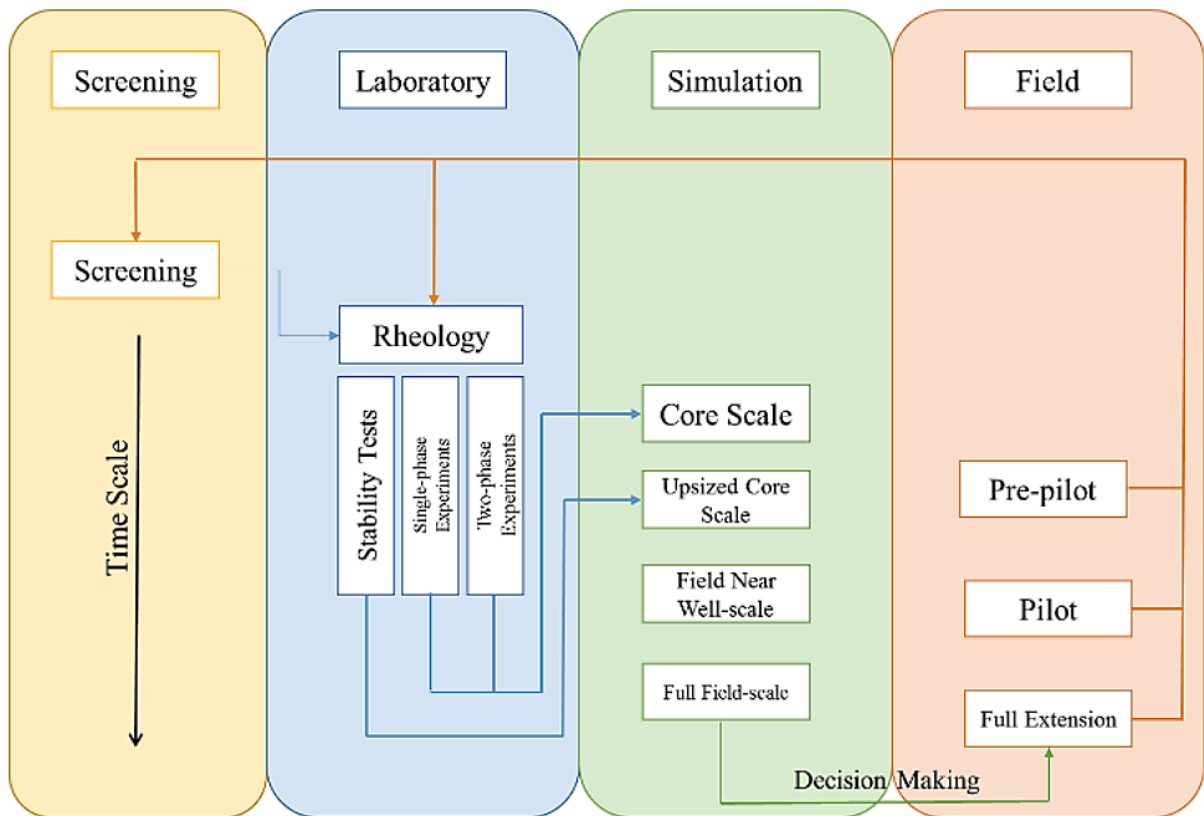 Screening
Laboratory
Simulation
Field
Screening
Rheology
Stability Tests
Single-phase
Experiments
Two-phase
Experiments
Core Scale
Upsized Core
Scale
Field Near
Well-scale
Full Field-scale
Pre-pilot
Pilot
Full Extension
Time Scale
Decision Making